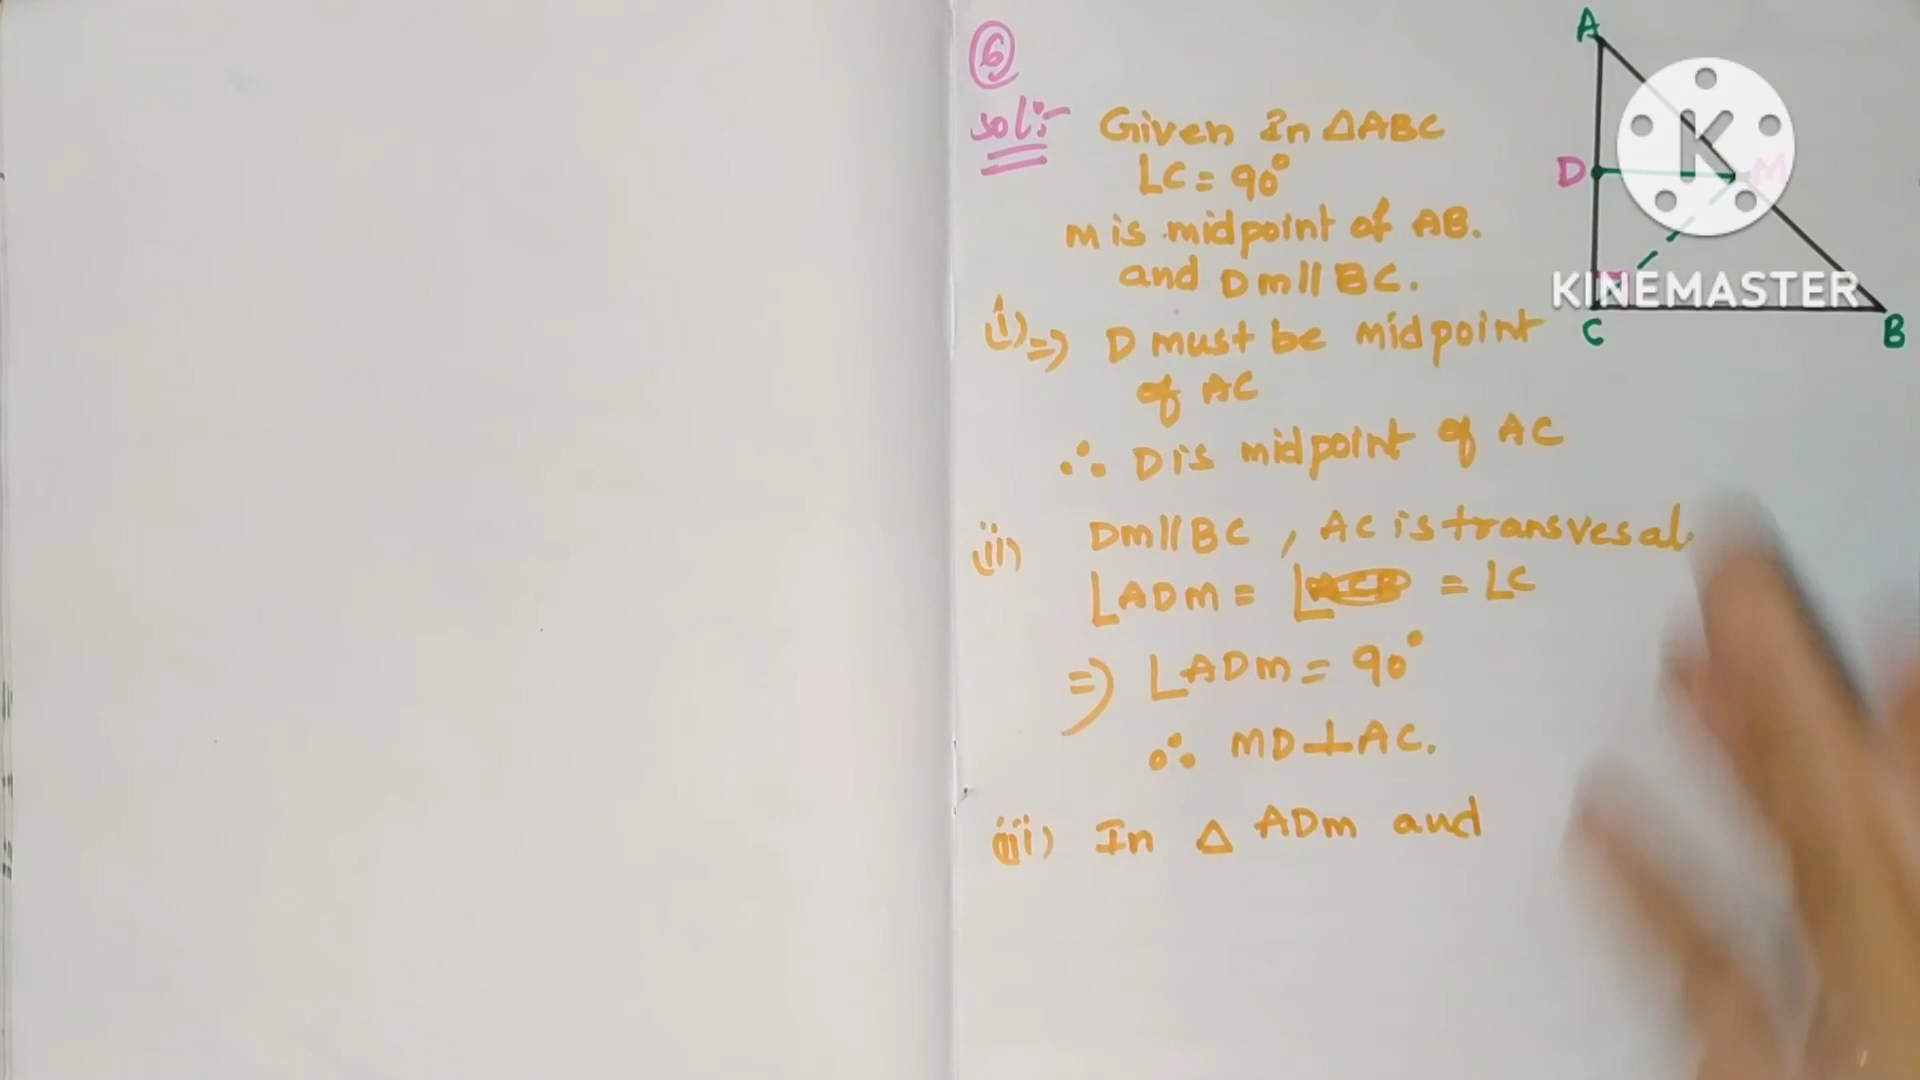 6
Sol:-
Given In ΔABC
∟C = 90°
m is midpoint of AB.
and Dm∥BC.
(i) ⇒ D must be midpoint
of AC
∴ D is midpoint of AC
(ii) Dm∥BC, AC is transvesal
∟ADm = ∟ = ∟C
⇒ ∟ADm = 90°
∴ MD⊥AC.
(iii) In Δ ADm and
A
D
M
C
B
K
KINEMASTER